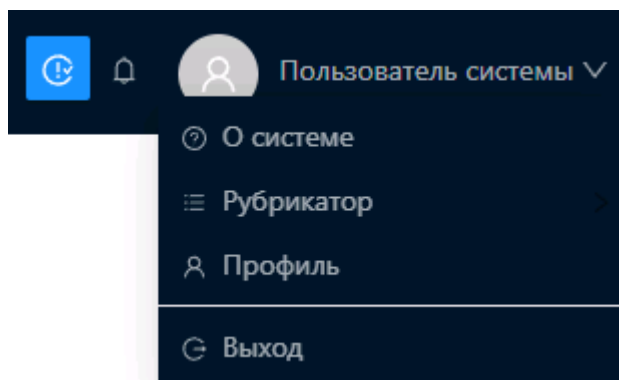 Пользователь системы
О системе
Рубрикатор
Профиль
Выход